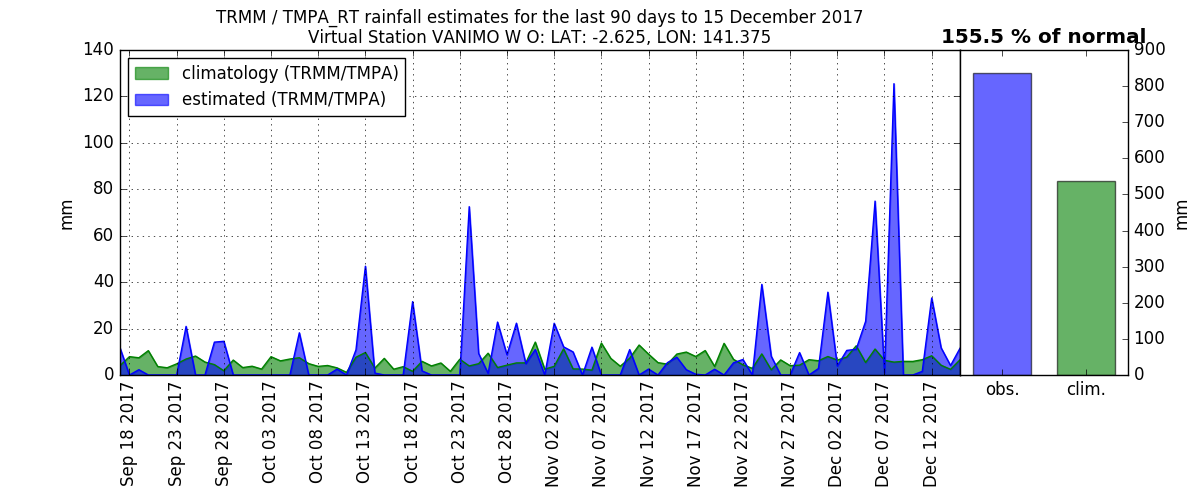 TRMM / TMPA_RT rainfall estimates for the last 90 days to 15 December 2017
Virtual Station VANIMO W O: LAT: -2.625, LON: 141.375
155.5 % of normal
climatology (TRMM/TMPA)
estimated (TRMM/TMPA)
140
120
100
80
60
40
20
0
mm
Sep 18 2017
Sep 23 2017
Sep 28 2017
Oct 03 2017
Oct 08 2017
Oct 13 2017
Oct 18 2017
Oct 23 2017
Oct 28 2017
Nov 02 2017
Nov 07 2017
Nov 12 2017
Nov 17 2017
Nov 22 2017
Nov 27 2017
Dec 02 2017
Dec 07 2017
Dec 12 2017
obs.
clim.
900
800
700
600
500
400
300
200
100
0
mm